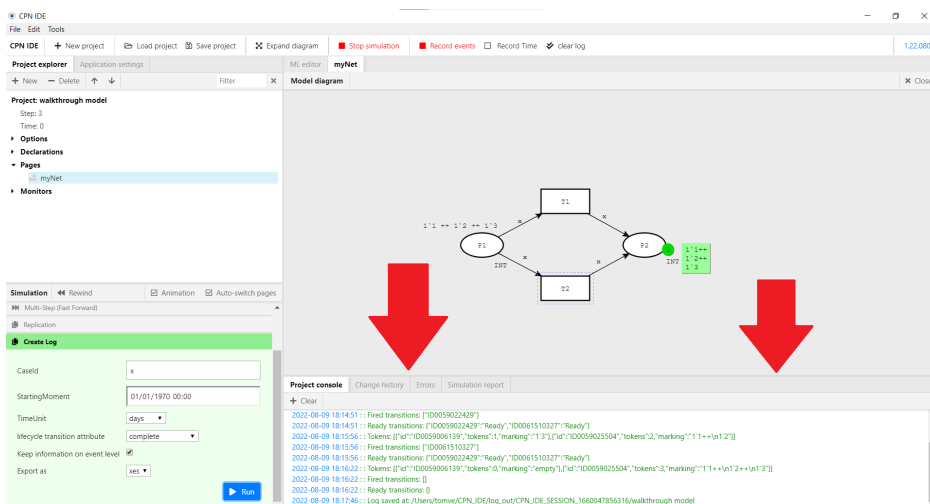 CPN IDE
File Edit Tools
CPN IDE + New project Load project Save project Expand diagram Stop simulation Record events Record Time clear log 1.22.080
Project explorer Application settings
+ New − Delete Filter
Project: walkthrough model
Step: 3
Time: 0
Options
Declarations
Pages
myNet
Monitors
ML editor myNet
Model diagram Close
T1
x x
1`1 ++ 1`2 ++ 1`3
P1 P2 3 1`1++
1`2++
1`3
INT INT
x x
T2
Simulation Rewind Animation Auto-switch pages
Multi-Step (Fast Forward)
Replication
Create Log
CaseId x
StartingMoment 01/01/1970 00:00
TimeUnit days
lifecycle transition attribute complete
Keep information on event level
Export as xes
Run
Project console Change history Errors Simulation report
+ Clear
2022-08-09 18:14:51 : : Fired transitions: ["ID0059022429"]
2022-08-09 18:14:51 : : Ready transitions: {"ID0059022429":"Ready","ID0061510327":"Ready"}
2022-08-09 18:15:56 : : Tokens: [{"id":"ID0059006139","tokens":1,"marking":"1`3"},{"id":"ID0059025504","tokens":2,"marking":"1`1++\n1`2"}]
2022-08-09 18:15:56 : : Fired transitions: ["ID0061510327"]
2022-08-09 18:15:56 : : Ready transitions: {"ID0059022429":"Ready","ID0061510327":"Ready"}
2022-08-09 18:16:22 : : Tokens: [{"id":"ID0059006139","tokens":0,"marking":"empty"},{"id":"ID0059025504","tokens":3,"marking":"1`1++\n1`2++\n1`3"}]
2022-08-09 18:16:22 : : Fired transitions: []
2022-08-09 18:16:22 : : Ready transitions: {}
2022-08-09 18:17:46 : : Log saved at: /Users/tomve/CPN_IDE/log_out/CPN_IDE_SESSION_1660047856316/walkthrough model